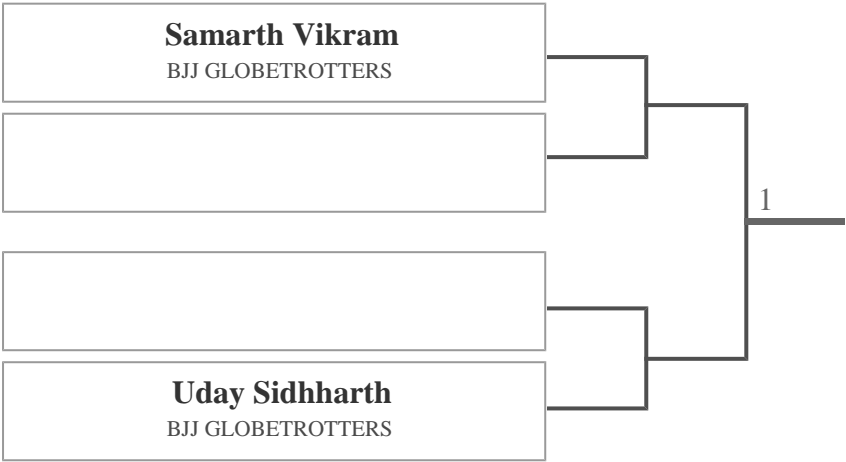 Samarth Vikram
BJJ GLOBETROTTERS
1
Uday Sidhharth
BJJ GLOBETROTTERS